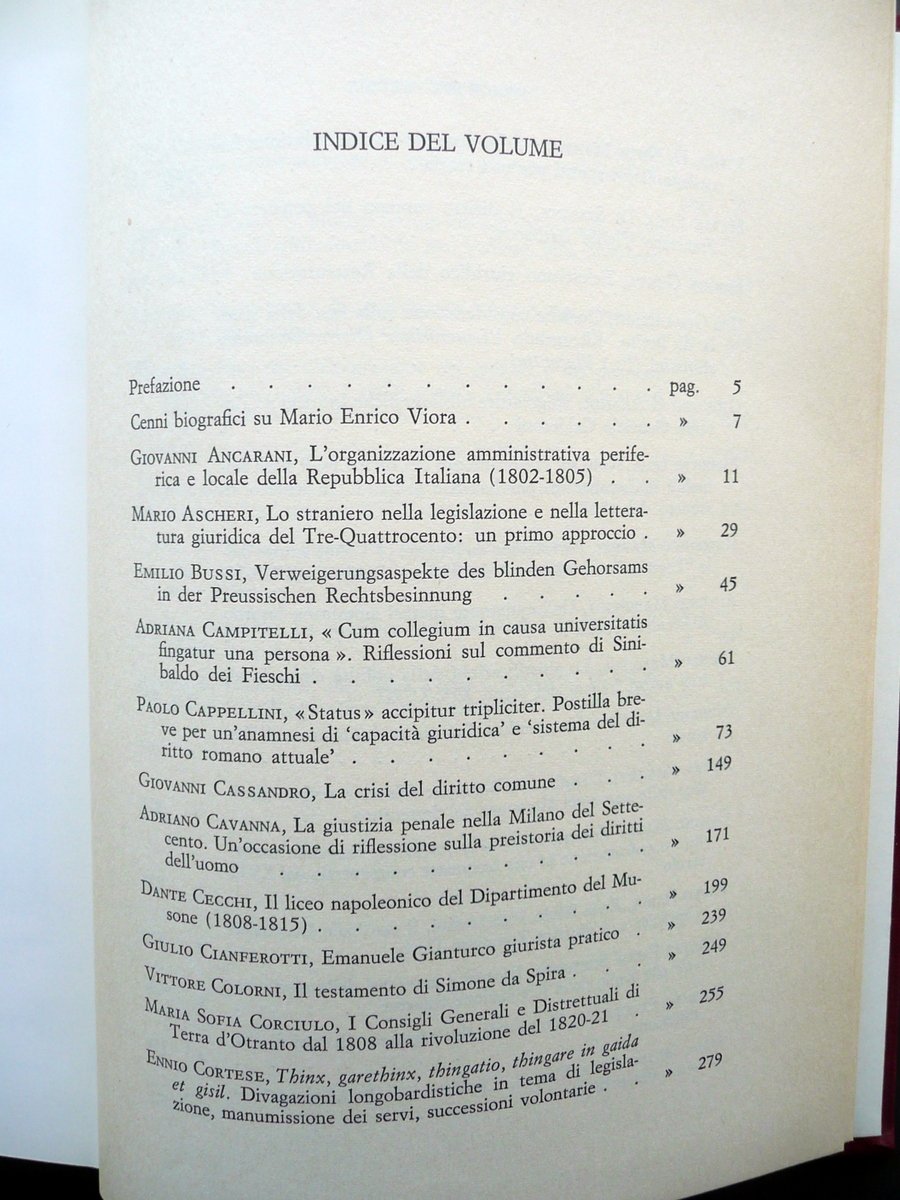 INDICE DEL VOLUME
Prefazione . . . . . . . . . . . . pag. 5
Cenni biografici su Mario Enrico Viora . . . . . . » 7
GIOVANNI ANCARANI, L'organizzazione amministrativa perife-
rica e locale della Repubblica Italiana (1802-1805) . . » 11
MARIO ASCHERI, Lo straniero nella legislazione e nella lettera-
tura giuridica del Tre-Quattrocento: un primo approccio . » 29
EMILIO BUSSI, Verweigerungsaspekte des blinden Gehorsams
in der Preussischen Rechtsbesinnung . . . . . » 45
ADRIANA CAMPITELLI, « Cum collegium in causa universitatis
fingatur una persona ». Riflessioni sul commento di Sini-
baldo dei Fieschi . . . . . . . . . . » 61
PAOLO CAPPELLINI, «Status» accipitur tripliciter. Postilla bre-
ve per un'anamnesi di 'capacità giuridica' e 'sistema del di-
ritto romano attuale' . . . . . . . . . » 73
GIOVANNI CASSANDRO, La crisi del diritto comune . . . » 149
ADRIANO CAVANNA, La giustizia penale nella Milano del Sette-
cento. Un'occasione di riflessione sulla preistoria dei diritti
dell'uomo . . . . . . . . . . . » 171
DANTE CECCHI, Il liceo napoleonico del Dipartimento del Mu-
sone (1808-1815) . . . . . . . . . . » 199
GIULIO CIANFEROTTI, Emanuele Gianturco giurista pratico . » 239
VITTORE COLORNI, Il testamento di Simone da Spira . . . » 249
MARIA SOFIA CORCIULO, I Consigli Generali e Distrettuali di
Terra d'Otranto dal 1808 alla rivoluzione del 1820-21 . » 255
ENNIO CORTESE, Thinx, garethinx, thingatio, thingare in gaida
et gisil. Divagazioni longobardistiche in tema di legisla-
zione, manumissione dei servi, successioni volontarie . . » 279